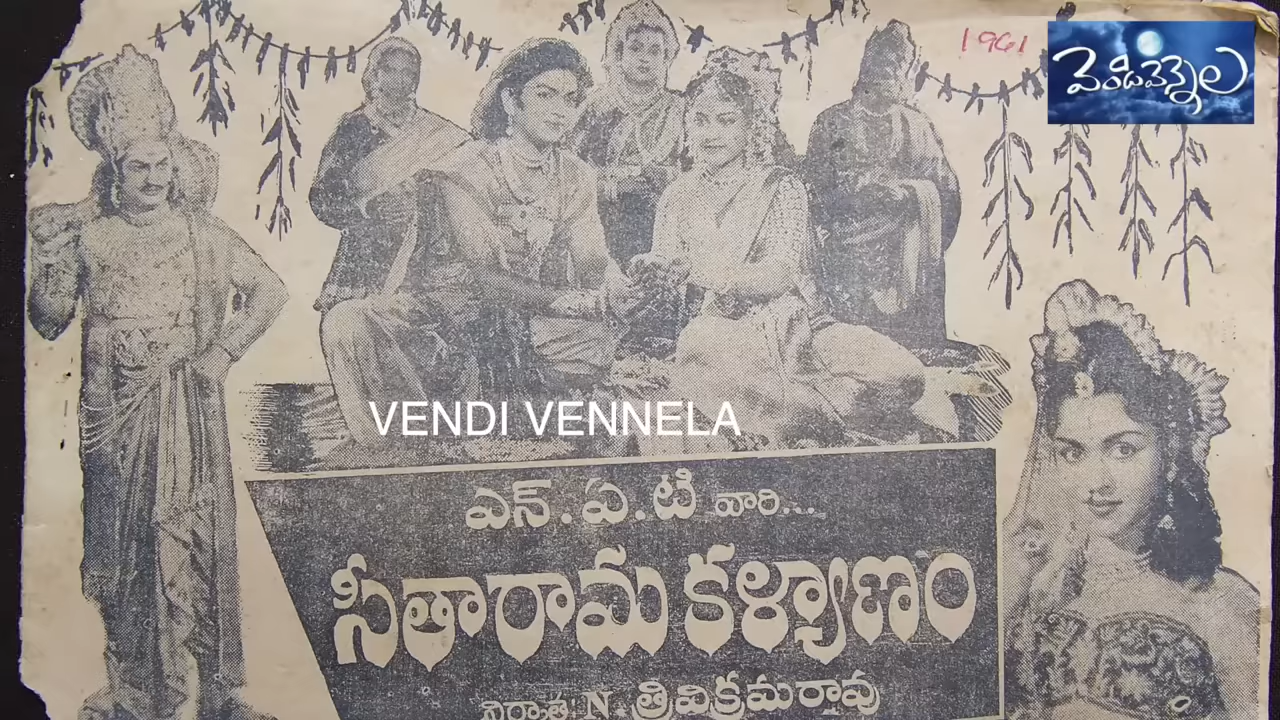 1961
వెండివెన్నెల
VENDI VENNELA
ఎన్.ఏ.టి వారి...
సీతారామ కళ్యాణం
నిర్మాత: N. త్రివిక్రమరావు